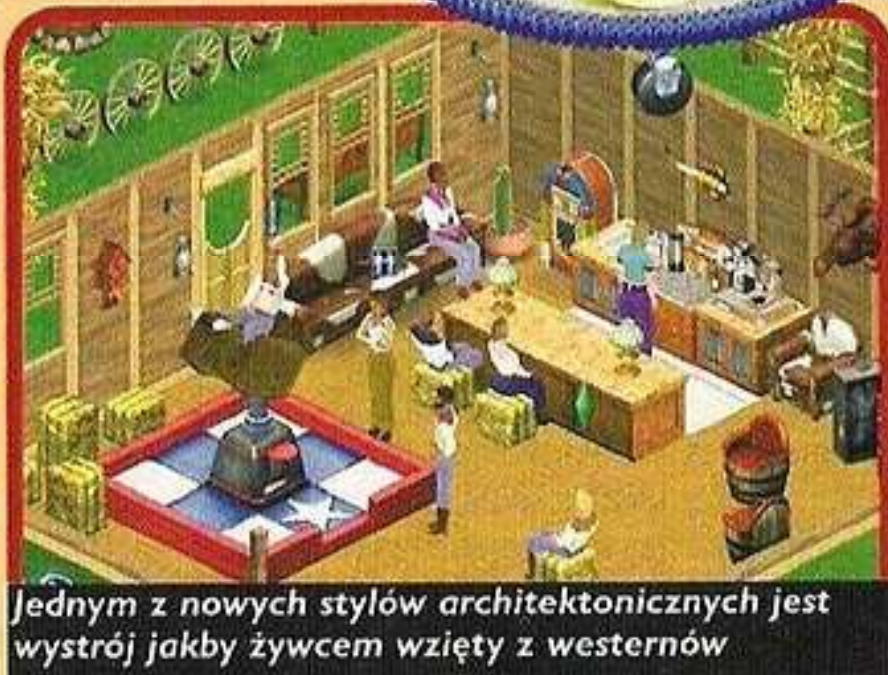 Jednym z nowych stylów architektonicznych jest
wystrój jakby żywcem wzięty z westernów